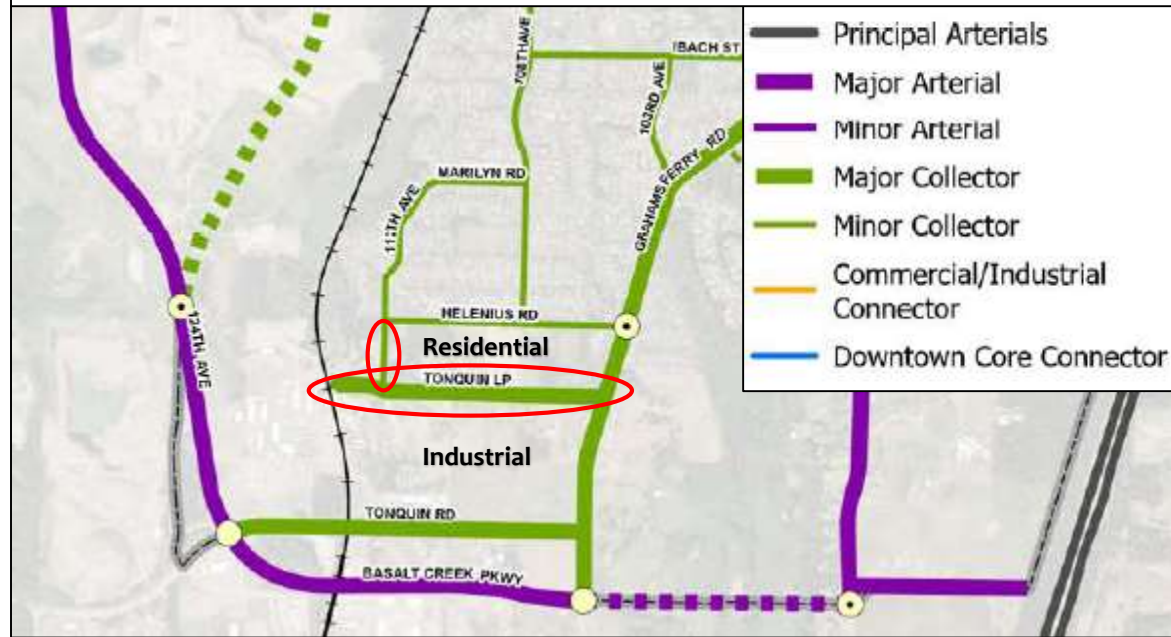 Principal Arterials
Major Arterial
Minor Arterial
Major Collector
Minor Collector
Commercial/Industrial
Connector
Downtown Core Connector
IBACH ST
108TH AVE
103RD AVE
GRAHAMS FERRY RD
MARILYN RD
112TH AVE
HELENIUS RD
124TH AVE
Residential
TONQUIN LP
Industrial
TONQUIN RD
BASALT CREEK PKWY